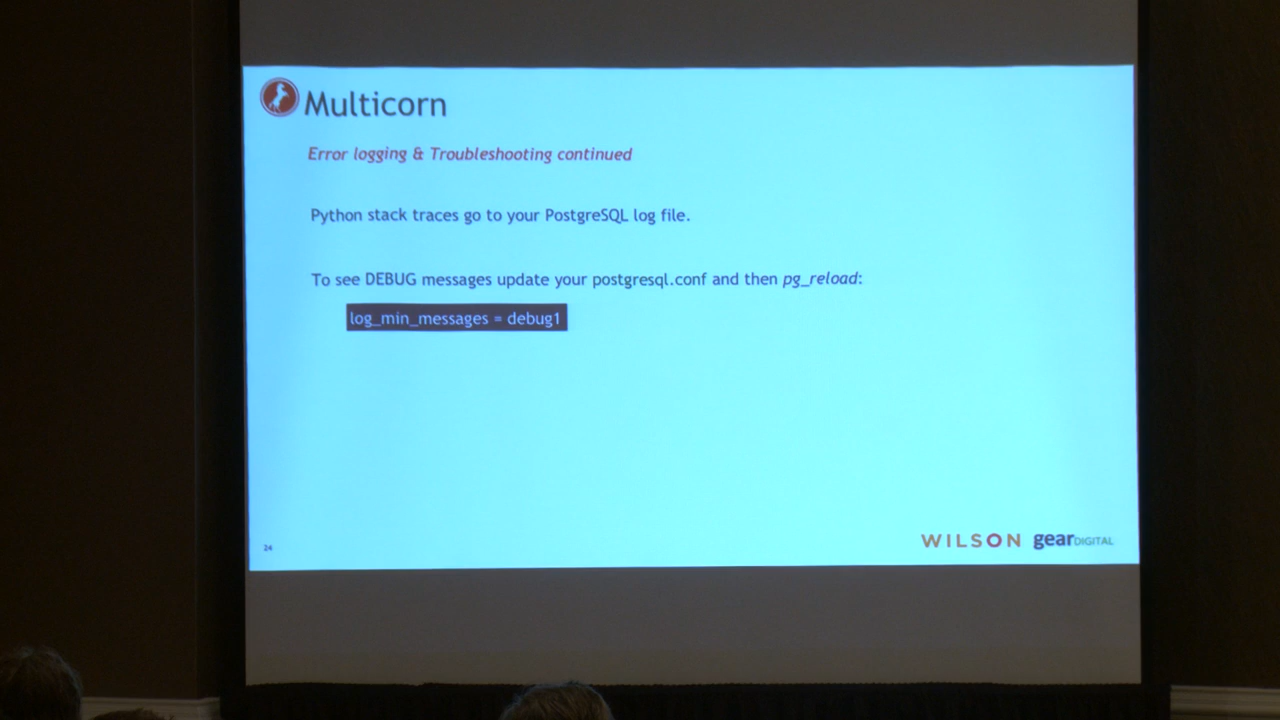 Multicorn
Error logging & Troubleshooting continued
Python stack traces go to your PostgreSQL log file.
To see DEBUG messages update your postgresql.conf and then pg_reload:
log_min_messages = debug1
24
WILSON gearDIGITAL